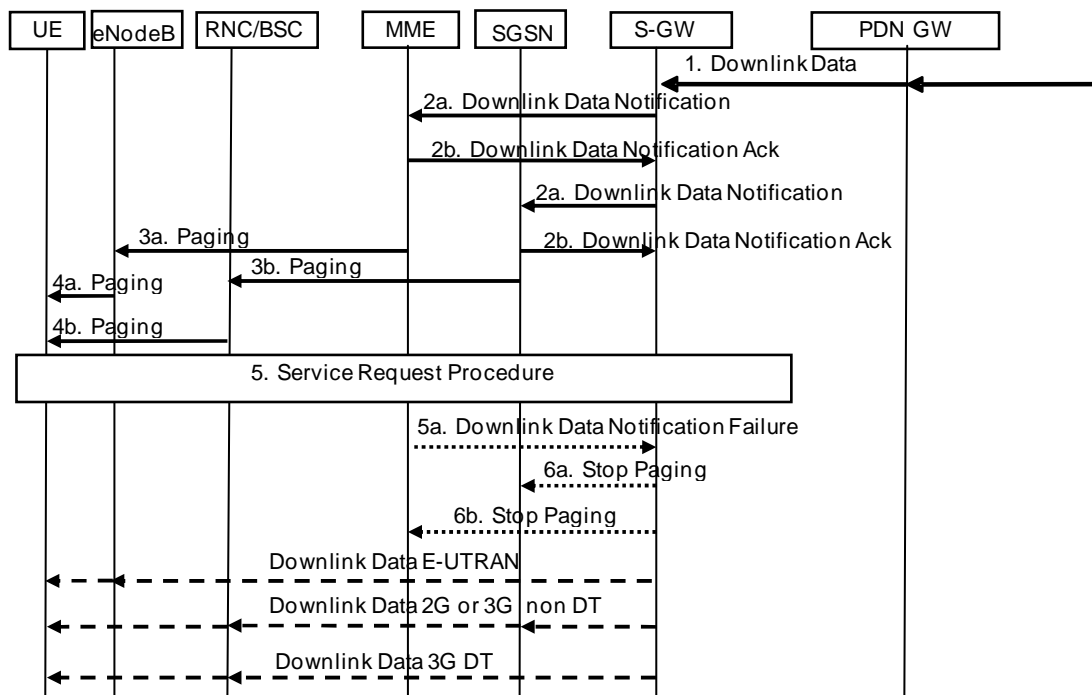 UE eNodeB RNC/BSC MME SGSN S-GW PDN GW
1. Downlink Data
2a. Downlink Data Notification
2b. Downlink Data Notification Ack
2a. Downlink Data Notification
3a. Paging
2b. Downlink Data Notification Ack
3b. Paging
4a. Paging
4b. Paging
5. Service Request Procedure
5a. Downlink Data Notification Failure
6a. Stop Paging
6b. Stop Paging
Downlink Data E-UTRAN
Downlink Data 2G or 3G non DT
Downlink Data 3G DT